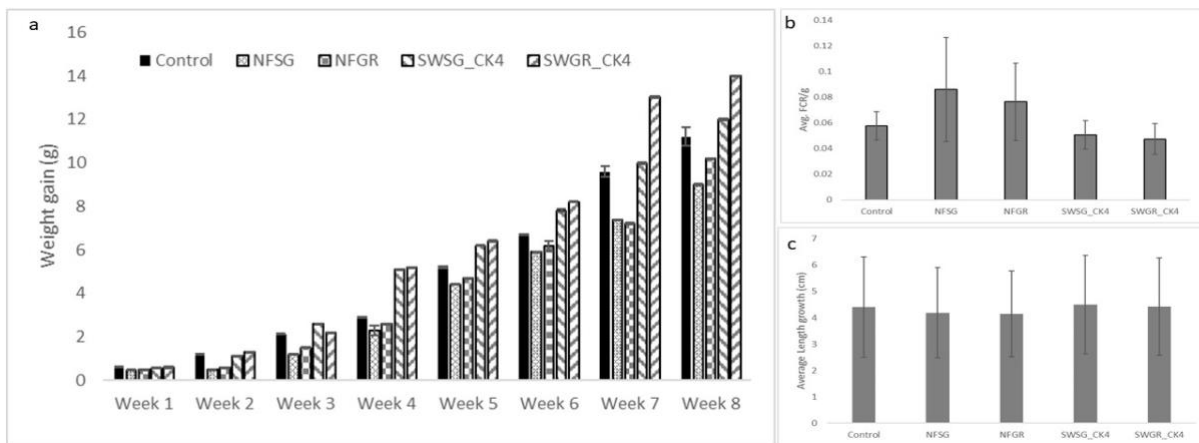 a
16
14
12
10
8
6
4
2
0
Weight gain (g)
Control NFSG NFGR SWSG_CK4 SWGR_CK4
Week 1 Week 2 Week 3 Week 4 Week 5 Week 6 Week 7 Week 8
b
0.14
0.12
0.1
0.08
0.06
0.04
0.02
0
Avg. FCR/g
Control NFSG NFGR SWSG_CK4 SWGR_CK4
c
7
6
5
4
3
2
1
0
Average Length growth (cm)
Control NFSG NFGR SWSG_CK4 SWGR_CK4